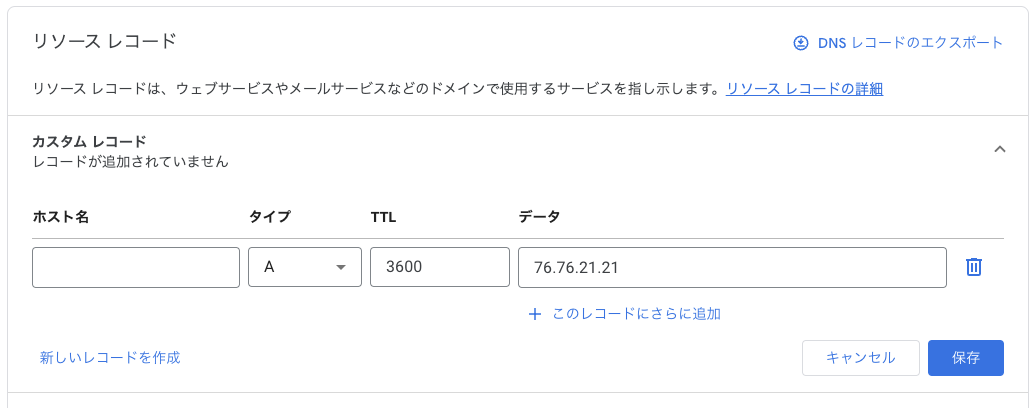 リソース レコード
DNS レコードのエクスポート
リソース レコードは、ウェブサービスやメールサービスなどのドメインで使用するサービスを指し示します。リソース レコードの詳細
カスタム レコード
レコードが追加されていません
ホスト名 タイプ TTL データ
A 3600 76.76.21.21
+ このレコードにさらに追加
新しいレコードを作成 キャンセル 保存